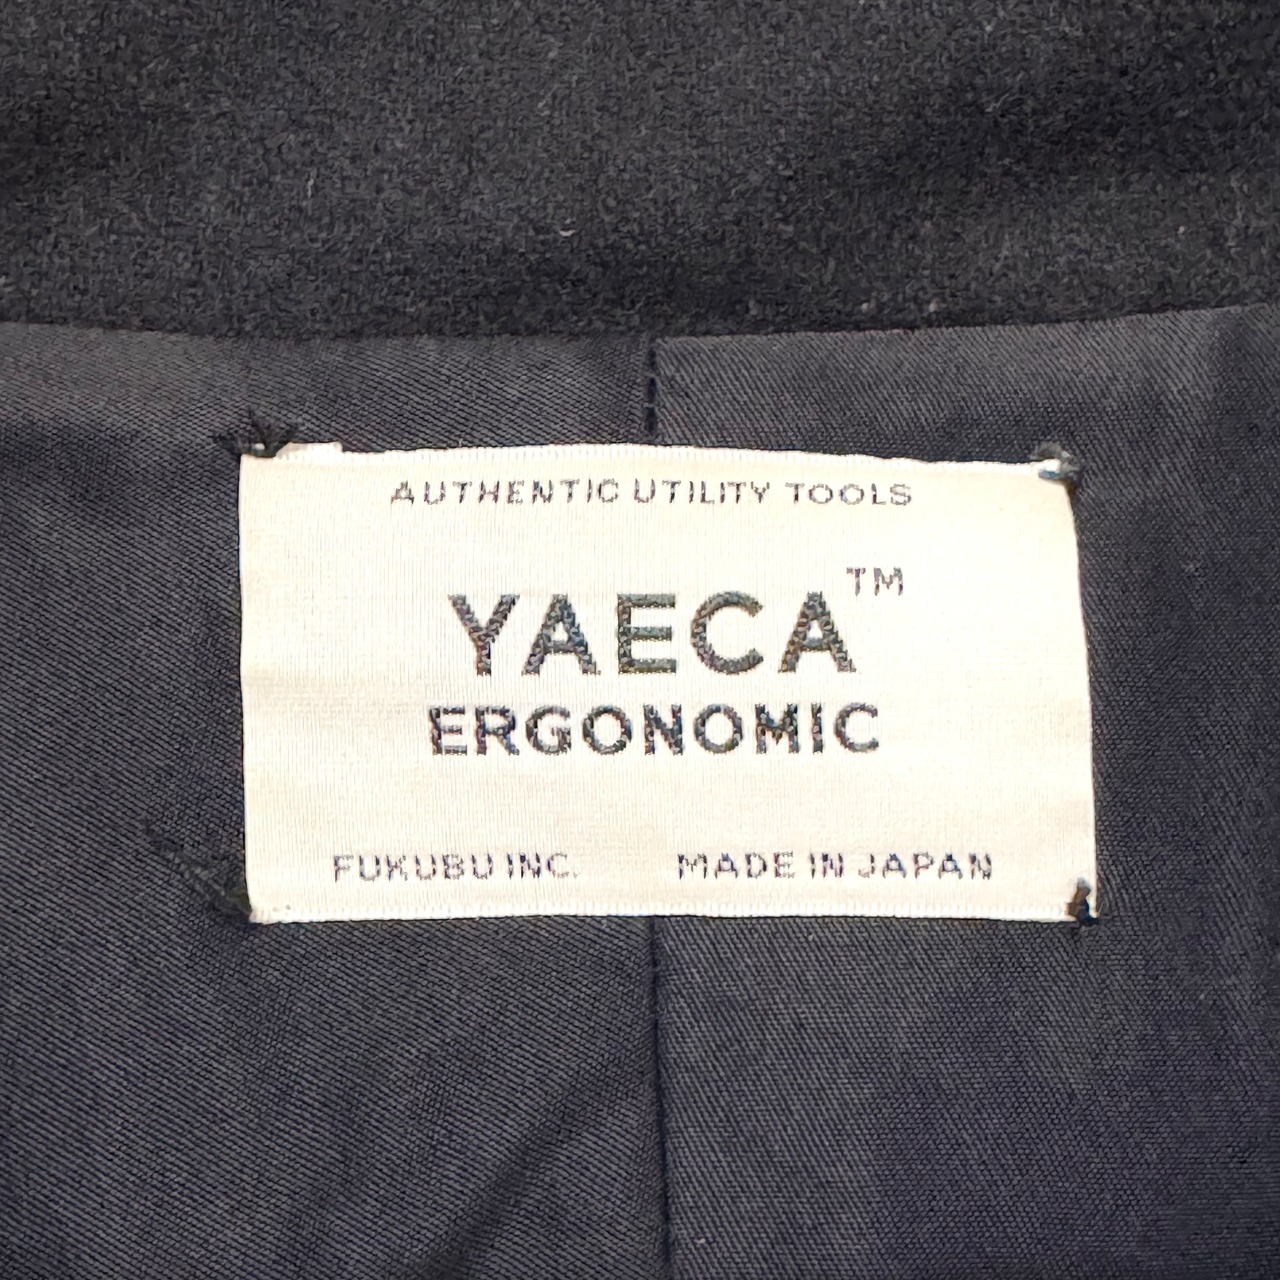 AUTHENTIC UTILITY TOOLS
YAECA™
ERGONOMIC
FUKUBU INC. MADE IN JAPAN